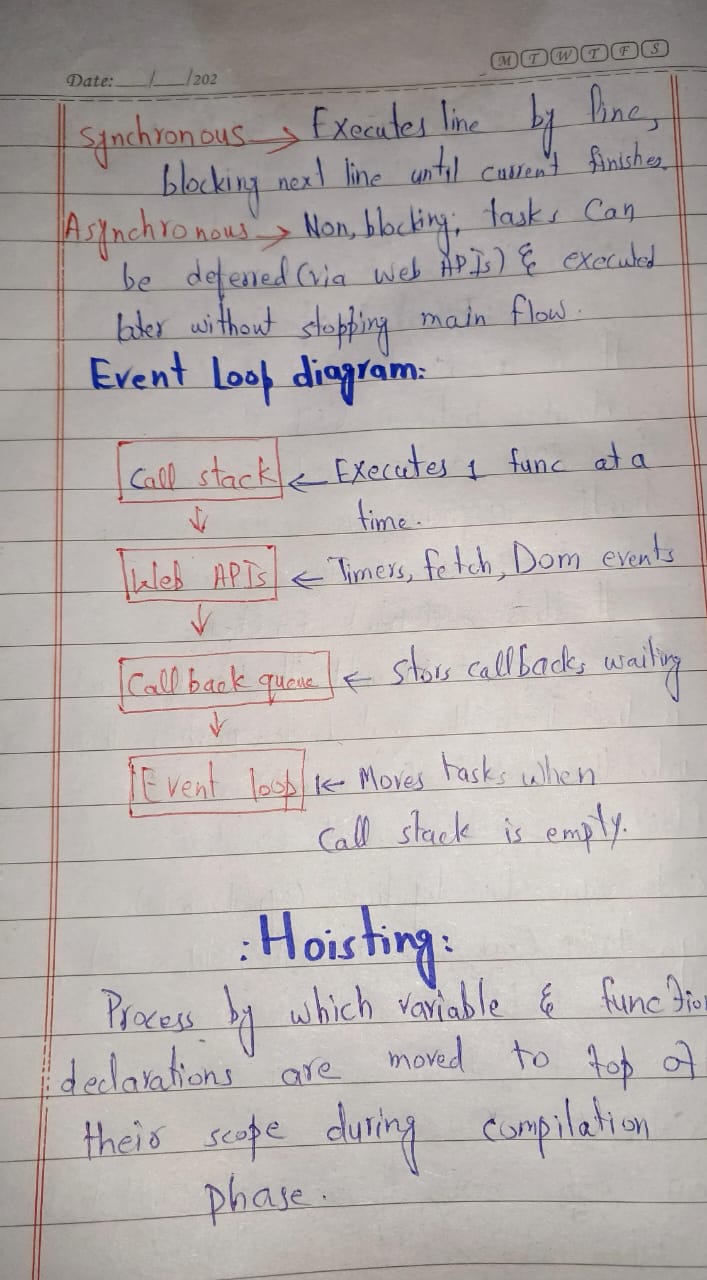 M T W T F S
Date: __/__/202
Synchronous → Executes line by line,
blocking next line until current finishes.
Asynchronous → Non, blocking; tasks Can
be deferred (via Web APIs) & executed
later without stopping main flow.
Event Loop diagram:
Call stack ← Executes 1 func at a
time.
↓
Web APIs ← Timers, fetch, Dom events
↓
Call back queue ← Stors callbacks waiting
↓
Event loop ← Moves tasks when
Call stack is empty.
: Hoisting:
Process by which variable & function
declarations are moved to top of
their scope during compilation
phase.